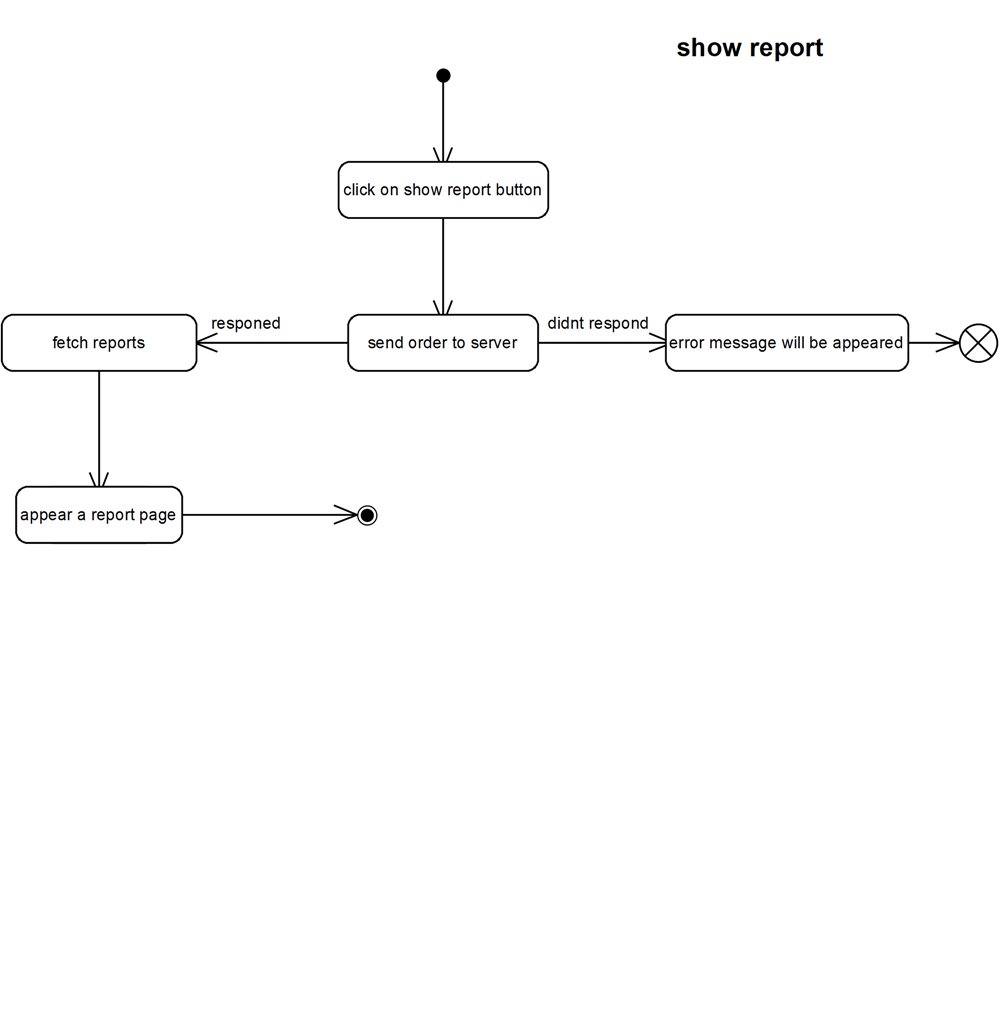 show report
click on show report button
fetch reports
responed
send order to server
didnt respond
error message will be appeared
appear a report page